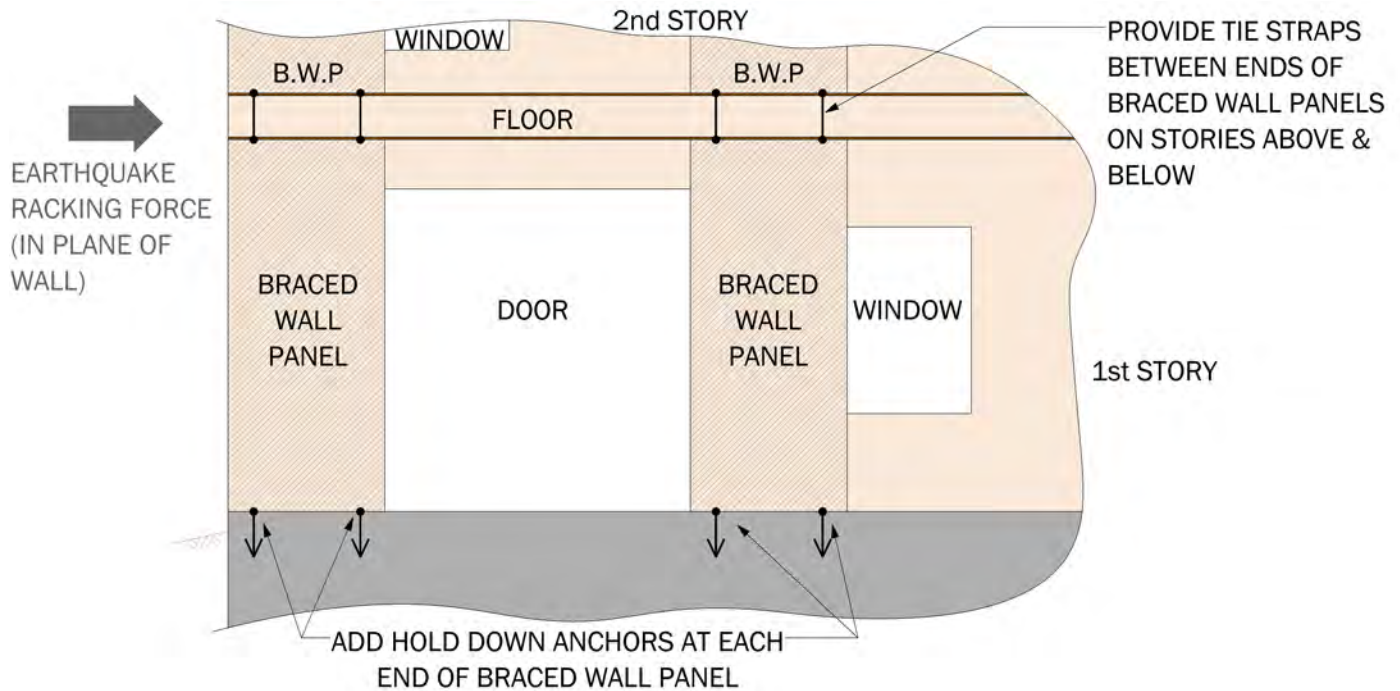 2nd STORY
WINDOW
B.W.P
B.W.P
FLOOR
PROVIDE TIE STRAPS
BETWEEN ENDS OF
BRACED WALL PANELS
ON STORIES ABOVE &
BELOW
EARTHQUAKE
RACKING FORCE
(IN PLANE OF
WALL)
BRACED
WALL
PANEL
DOOR
BRACED
WALL
PANEL
WINDOW
1st STORY
ADD HOLD DOWN ANCHORS AT EACH
END OF BRACED WALL PANEL